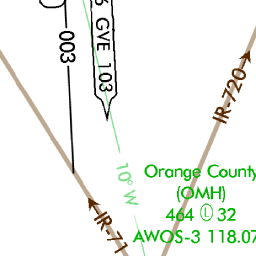 003
GVE 103
IR-720
10° W
Orange County
(OMH)
464 Ⓛ 32
AWOS-3 118.07
IR-71